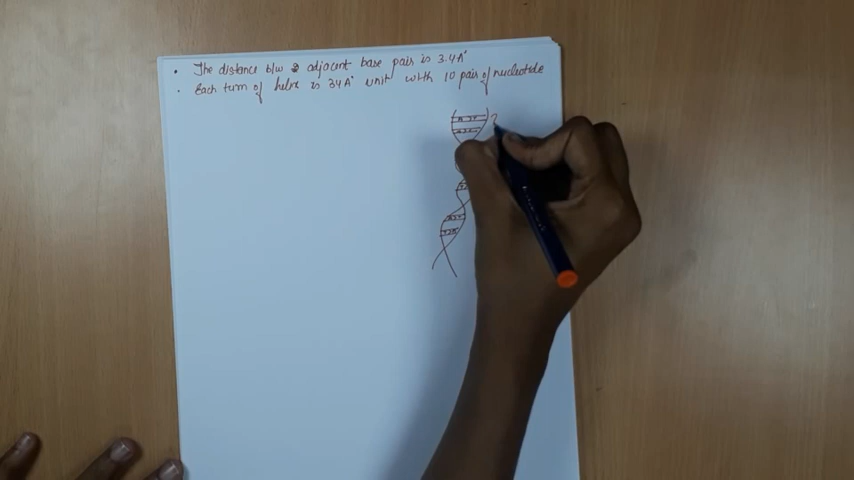 • The distance b/w 2 adjacent base pairs is 3.4A°
• Each turn of helix is 34A° unit with 10 pair of nucleotide